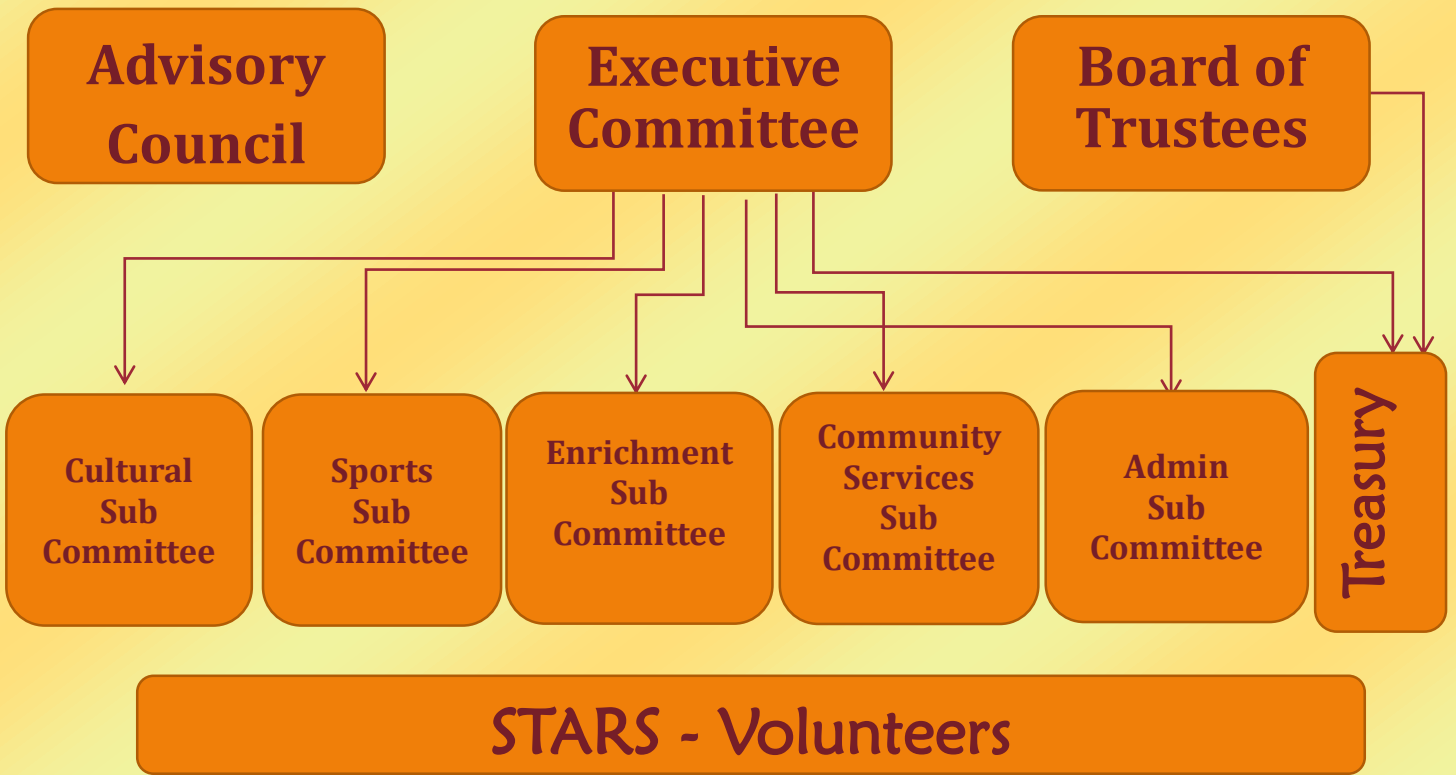 Advisory
Council
Executive
Committee
Board of
Trustees
Cultural
Sub
Committee
Sports
Sub
Committee
Enrichment
Sub
Committee
Community
Services
Sub
Committee
Admin
Sub
Committee
Treasury
STARS - Volunteers